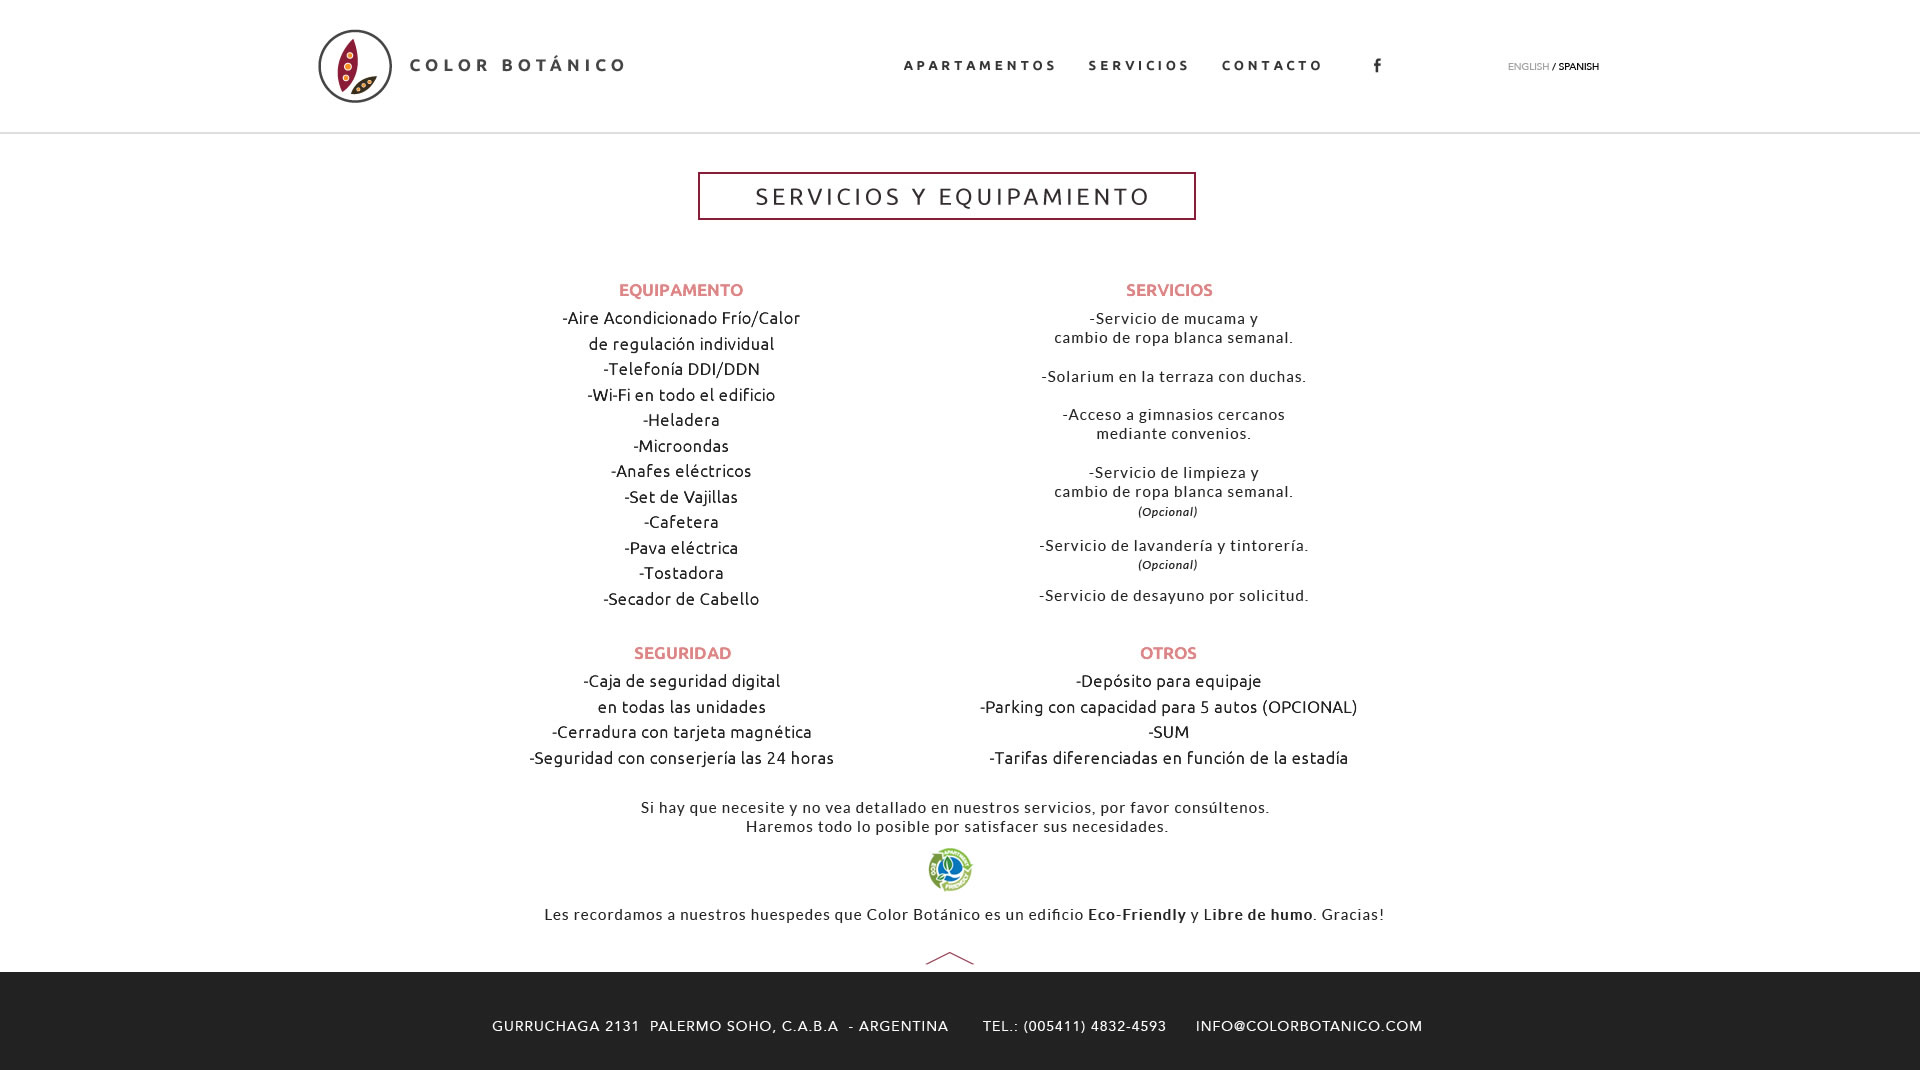 COLOR BOTÁNICO
APARTAMENTOS SERVICIOS CONTACTO f
ENGLISH / SPANISH
SERVICIOS Y EQUIPAMIENTO
EQUIPAMENTO
-Aire Acondicionado Frío/Calor
de regulación individual
-Telefonía DDI/DDN
-Wi-Fi en todo el edificio
-Heladera
-Microondas
-Anafes eléctricos
-Set de Vajillas
-Cafetera
-Pava eléctrica
-Tostadora
-Secador de Cabello
SERVICIOS
-Servicio de mucama y
cambio de ropa blanca semanal.
-Solarium en la terraza con duchas.
-Acceso a gimnasios cercanos
mediante convenios.
-Servicio de limpieza y
cambio de ropa blanca semanal.
(Opcional)
-Servicio de lavandería y tintorería.
(Opcional)
-Servicio de desayuno por solicitud.
SEGURIDAD
-Caja de seguridad digital
en todas las unidades
-Cerradura con tarjeta magnética
-Seguridad con conserjería las 24 horas
OTROS
-Depósito para equipaje
-Parking con capacidad para 5 autos (OPCIONAL)
-SUM
-Tarifas diferenciadas en función de la estadía
Si hay que necesite y no vea detallado en nuestros servicios, por favor consúltenos.
Haremos todo lo posible por satisfacer sus necesidades.
Les recordamos a nuestros huespedes que Color Botánico es un edificio Eco-Friendly y Libre de humo. Gracias!
GURRUCHAGA 2131 PALERMO SOHO, C.A.B.A - ARGENTINA TEL.: (005411) 4832-4593 INFO@COLORBOTANICO.COM